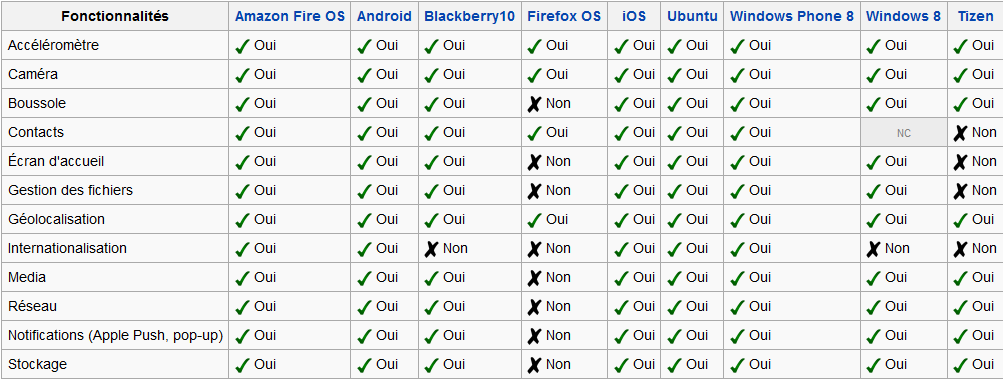 Fonctionnalités Amazon Fire OS Android Blackberry10 Firefox OS iOS Ubuntu Windows Phone 8 Windows 8 Tizen
Accéléromètre Oui Oui Oui Oui Oui Oui Oui Oui Oui
Caméra Oui Oui Oui Oui Oui Oui Oui Oui Oui
Boussole Oui Oui Oui Non Oui Oui Oui Oui Oui
Contacts Oui Oui Oui Oui Oui Oui Oui NC Non
Écran d'accueil Oui Oui Oui Non Oui Oui Oui Oui Non
Gestion des fichiers Oui Oui Oui Non Oui Oui Oui Oui Non
Géolocalisation Oui Oui Oui Oui Oui Oui Oui Oui Oui
Internationalisation Oui Oui Non Non Oui Oui Oui Non Non
Media Oui Oui Oui Non Oui Oui Oui Oui Oui
Réseau Oui Oui Oui Non Oui Oui Oui Oui Oui
Notifications (Apple Push, pop-up) Oui Oui Oui Non Oui Oui Oui Oui Oui
Stockage Oui Oui Oui Non Oui Oui Oui Oui Oui